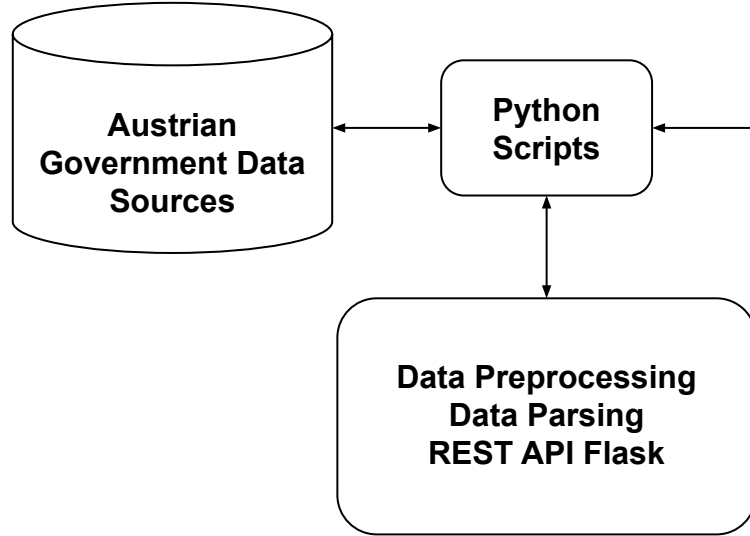 Austrian
Government Data
Sources
Python
Scripts
Data Preprocessing
Data Parsing
REST API Flask